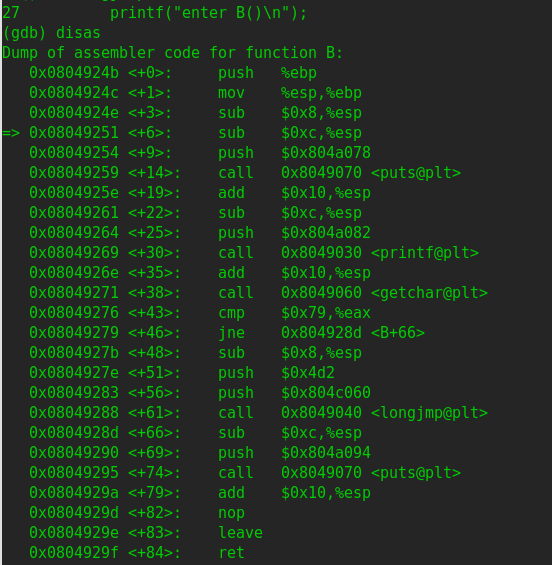 27          printf("enter B()\n");
(gdb) disas
Dump of assembler code for function B:
   0x0804924b <+0>:     push   %ebp
   0x0804924c <+1>:     mov    %esp,%ebp
   0x0804924e <+3>:     sub    $0x8,%esp
=> 0x08049251 <+6>:     sub    $0xc,%esp
   0x08049254 <+9>:     push   $0x804a078
   0x08049259 <+14>:    call   0x8049070 <puts@plt>
   0x0804925e <+19>:    add    $0x10,%esp
   0x08049261 <+22>:    sub    $0xc,%esp
   0x08049264 <+25>:    push   $0x804a082
   0x08049269 <+30>:    call   0x8049030 <printf@plt>
   0x0804926e <+35>:    add    $0x10,%esp
   0x08049271 <+38>:    call   0x8049060 <getchar@plt>
   0x08049276 <+43>:    cmp    $0x79,%eax
   0x08049279 <+46>:    jne    0x804928d <B+66>
   0x0804927b <+48>:    sub    $0x8,%esp
   0x0804927e <+51>:    push   $0x4d2
   0x08049283 <+56>:    push   $0x804c060
   0x08049288 <+61>:    call   0x8049040 <longjmp@plt>
   0x0804928d <+66>:    sub    $0xc,%esp
   0x08049290 <+69>:    push   $0x804a094
   0x08049295 <+74>:    call   0x8049070 <puts@plt>
   0x0804929a <+79>:    add    $0x10,%esp
   0x0804929d <+82>:    nop
   0x0804929e <+83>:    leave
   0x0804929f <+84>:    ret